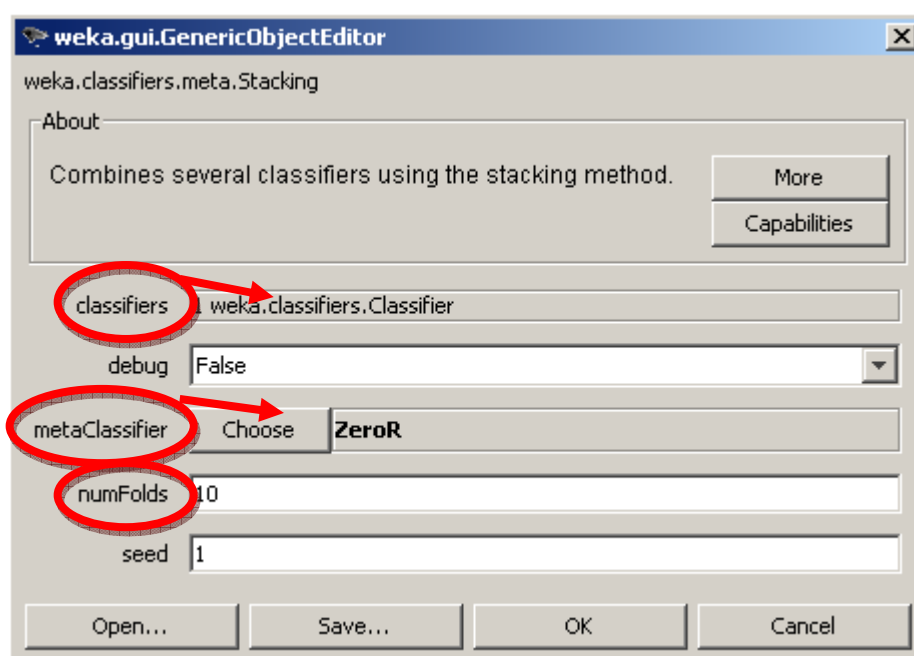 weka.gui.GenericObjectEditor
weka.classifiers.meta.Stacking
About
Combines several classifiers using the stacking method.
More
Capabilities
classifiers 1 weka.classifiers.Classifier
debug False
metaClassifier Choose ZeroR
numFolds 10
seed 1
Open... Save... OK Cancel